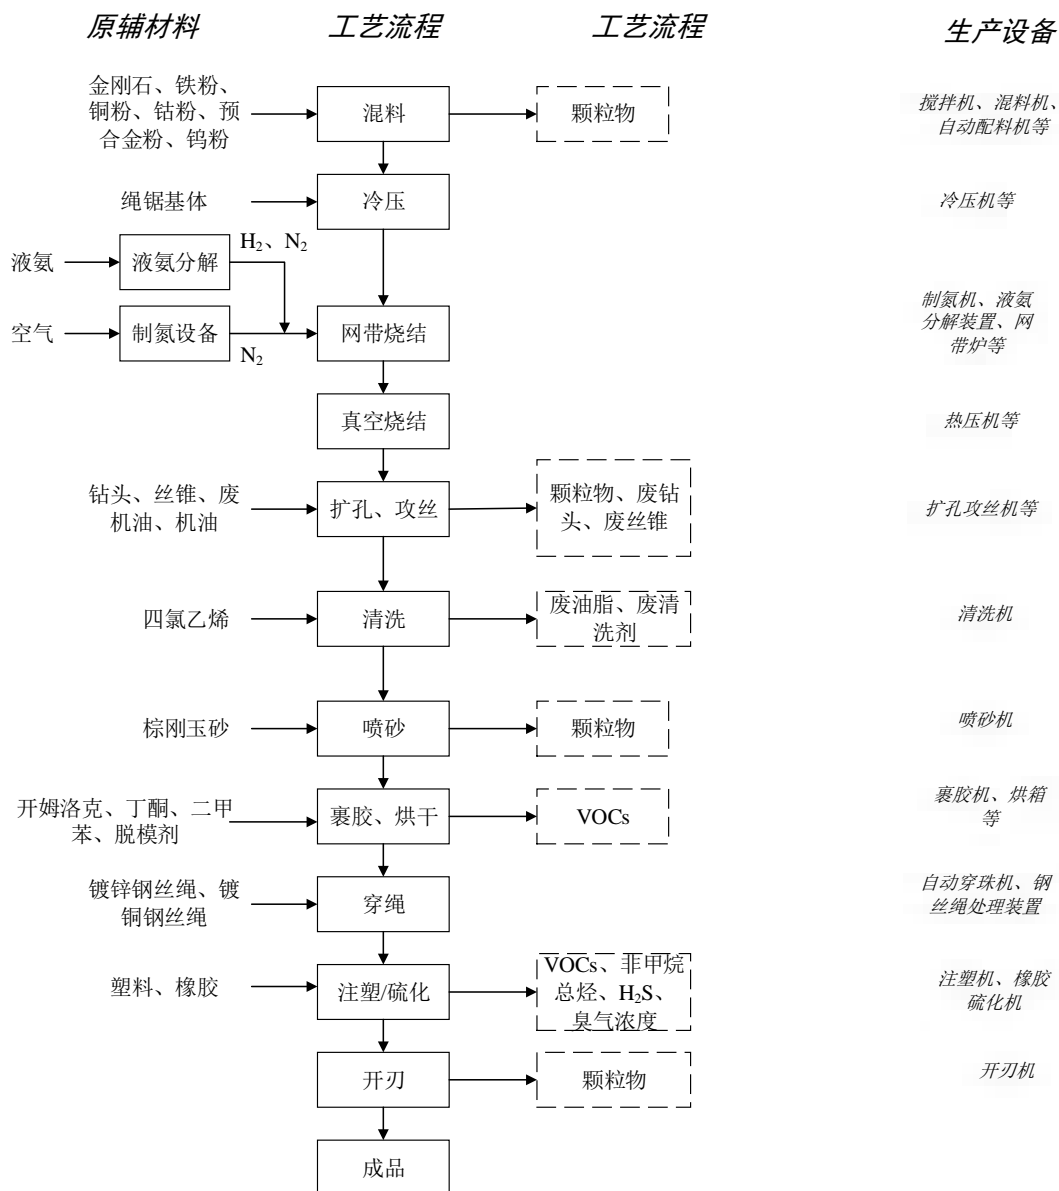 原辅材料 工艺流程 工艺流程 生产设备
金刚石、铁粉、
铜粉、钴粉、预
合金粉、钨粉
混料
颗粒物
搅拌机、混料机、
自动配料机等
绳锯基体
冷压
冷压机等
液氨
液氨分解
H₂、N₂
空气
制氮设备
N₂
网带烧结
制氮机、液氨
分解装置、网
带炉等
真空烧结
热压机等
钻头、丝锥、废
机油、机油
扩孔、攻丝
颗粒物、废钻
头、废丝锥
扩孔攻丝机等
四氯乙烯
清洗
废油脂、废清
洗剂
清洗机
棕刚玉砂
喷砂
颗粒物
喷砂机
开姆洛克、丁酮、二甲
苯、脱模剂
裹胶、烘干
VOCs
裹胶机、烘箱
等
镀锌钢丝绳、镀
铜钢丝绳
穿绳
自动穿珠机、钢
丝绳处理装置
塑料、橡胶
注塑/硫化
VOCs、非甲烷
总烃、H₂S、
臭气浓度
注塑机、橡胶
硫化机
开刃
颗粒物
开刃机
成品